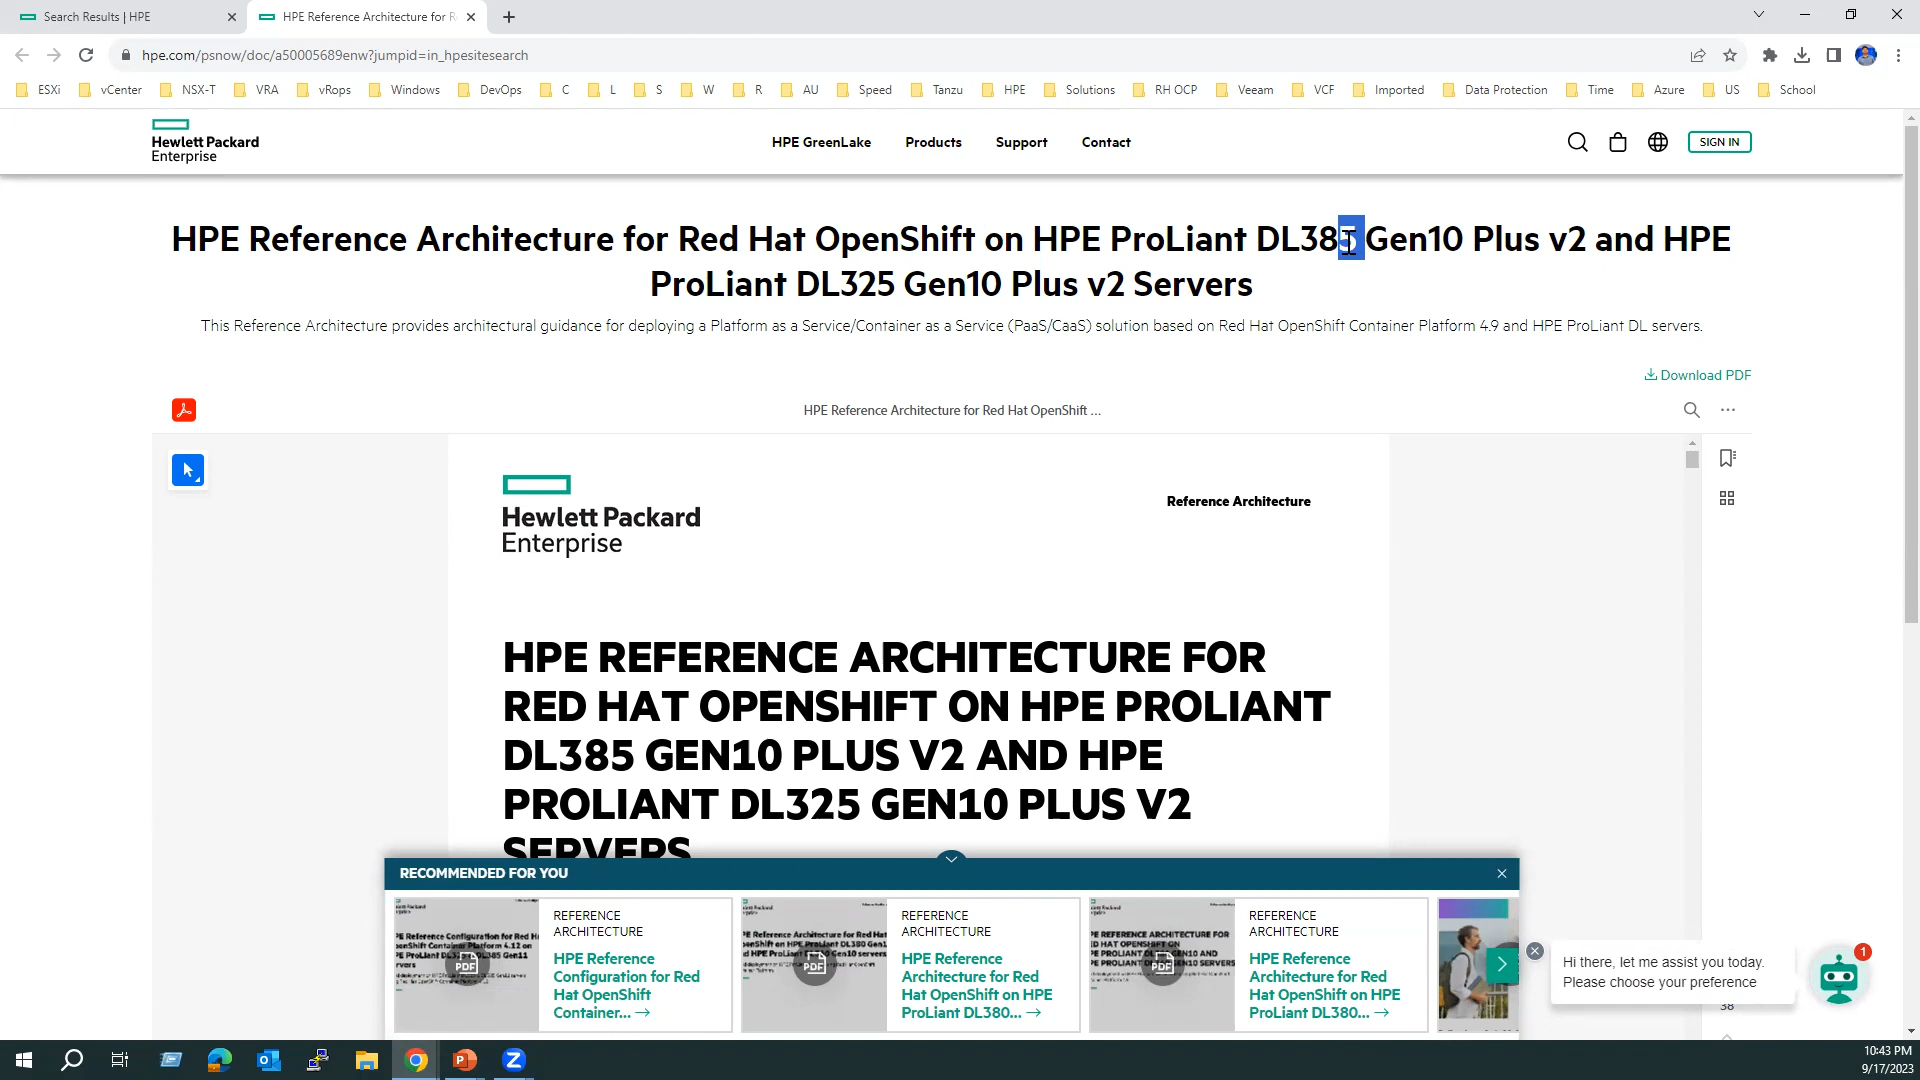 Search Results | HPE
HPE Reference Architecture for R
hpe.com/psnow/doc/a50005689enw?jumpid=in_hpesitesearch
ESXi vCenter NSX-T VRA vRops Windows DevOps C L S W R AU Speed Tanzu HPE Solutions RH OCP Veeam VCF Imported Data Protection Time Azure US School
Hewlett Packard
Enterprise
HPE GreenLake Products Support Contact
SIGN IN
HPE Reference Architecture for Red Hat OpenShift on HPE ProLiant DL385 Gen10 Plus v2 and HPE
ProLiant DL325 Gen10 Plus v2 Servers
This Reference Architecture provides architectural guidance for deploying a Platform as a Service/Container as a Service (PaaS/CaaS) solution based on Red Hat OpenShift Container Platform 4.9 and HPE ProLiant DL servers.
Download PDF
HPE Reference Architecture for Red Hat OpenShift ...
Hewlett Packard
Enterprise
Reference Architecture
HPE REFERENCE ARCHITECTURE FOR
RED HAT OPENSHIFT ON HPE PROLIANT
DL385 GEN10 PLUS V2 AND HPE
PROLIANT DL325 GEN10 PLUS V2
SERVERS
RECOMMENDED FOR YOU
PDF
REFERENCE
ARCHITECTURE
HPE Reference
Configuration for Red
Hat OpenShift
Container... →
PDF
REFERENCE
ARCHITECTURE
HPE Reference
Architecture for Red
Hat OpenShift on HPE
ProLiant DL380... →
PDF
REFERENCE
ARCHITECTURE
HPE Reference
Architecture for Red
Hat OpenShift on HPE
ProLiant DL380... →
Hi there, let me assist you today.
Please choose your preference
1
38
10:43 PM
9/17/2023